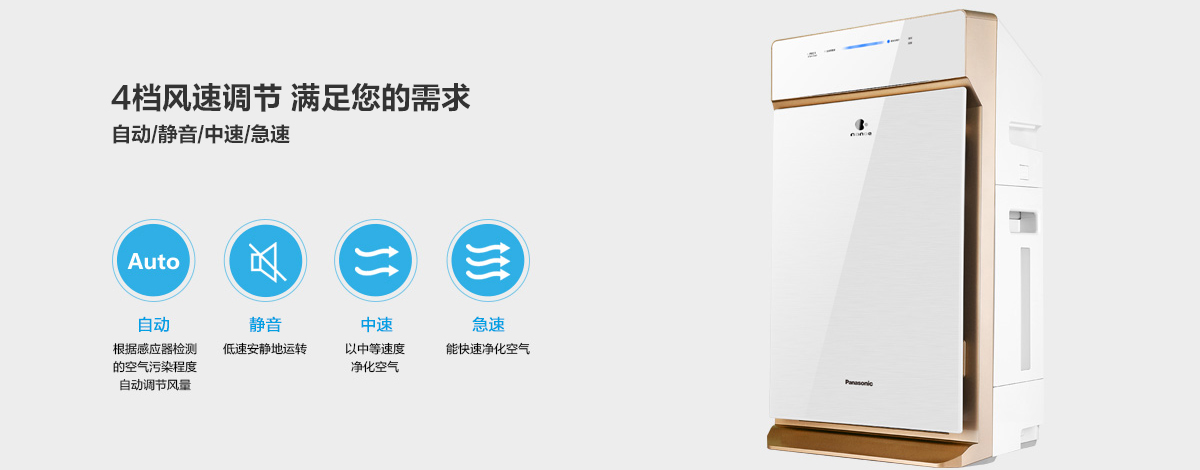 4档风速调节 满足您的需求
自动/静音/中速/急速
Auto
自动
静音
中速
急速
根据感应器检测
的空气污染程度
自动调节风量
低速安静地运转
以中等速度
净化空气
能快速净化空气
nanoe
Panasonic